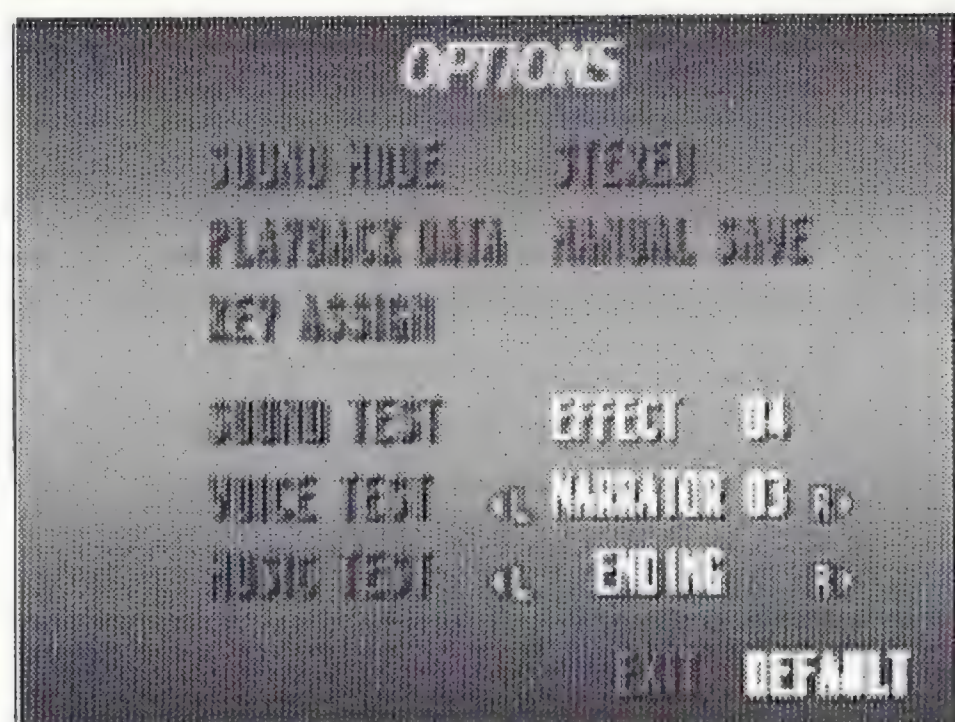 OPTIONS
SOUND MODE STEREO
PLAYBACK DATA MANUAL SAVE
KEY ASSIGN
SOUND TEST EFFECT 04
VOICE TEST L NARRATOR 03 R
MUSIC TEST L ENDING R
EXIT DEFAULT